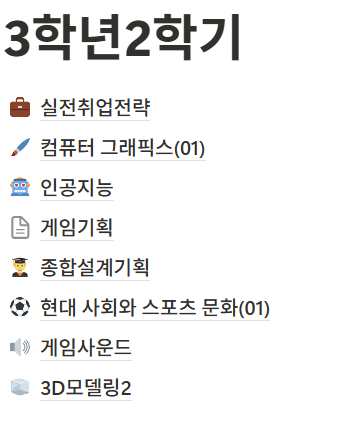 3학년2학기
실전취업전략
컴퓨터 그래픽스(01)
인공지능
게임기획
종합설계기획
현대 사회와 스포츠 문화(01)
게임사운드
3D모델링2